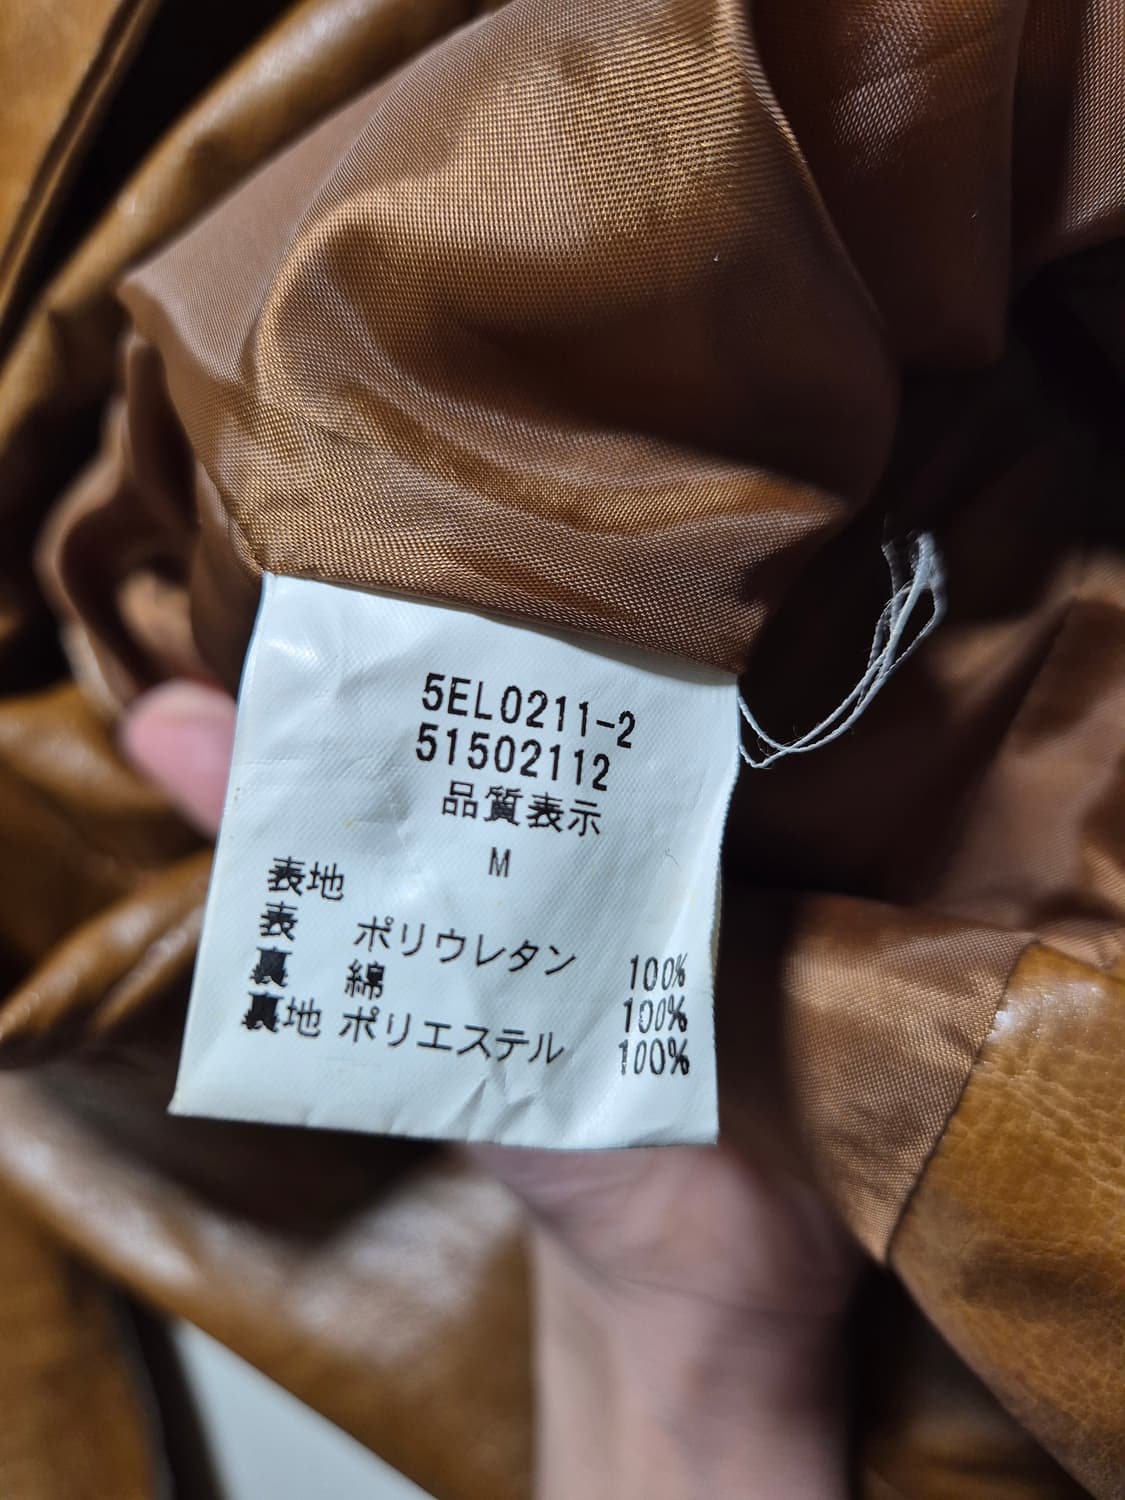 5EL0211-2
51502112
品質表示
M
表地
表 ポリウレタン 100%
裏 綿 100%
裏地 ポリエステル 100%